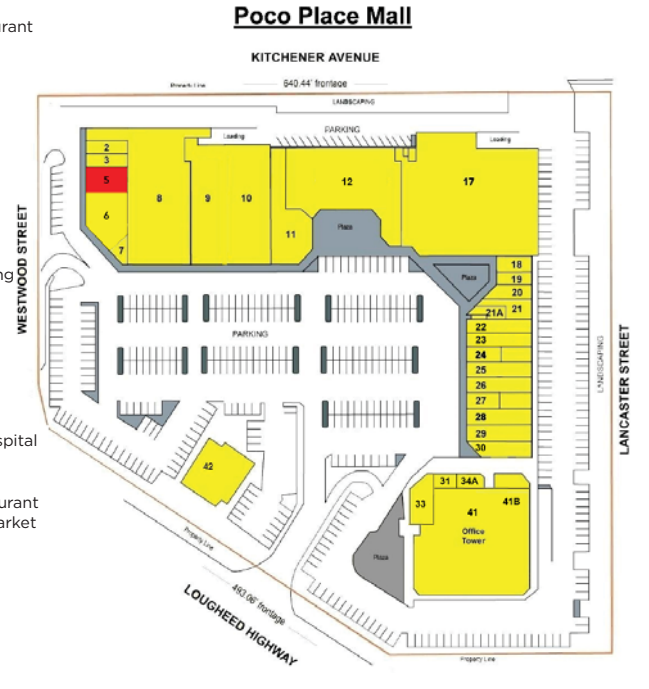 Poco Place Mall
urant
KITCHENER AVENUE
Property Line
640.44' frontage
LANDSCAPING
PARKING
Loading
Loading
2
3
5
6
7
8
9
10
11
12
17
Plaza
Plaza
18
19
20
21
21A
22
23
24
25
26
27
28
29
30
WESTWOOD STREET
ng
PARKING
LANDSCAPING
LANCASTER STREET
spital
42
31
34A
33
41
41B
Office
Tower
urant
arket
Plaza
Property Line
493.06' frontage
LOUGHEED HIGHWAY
Property Line